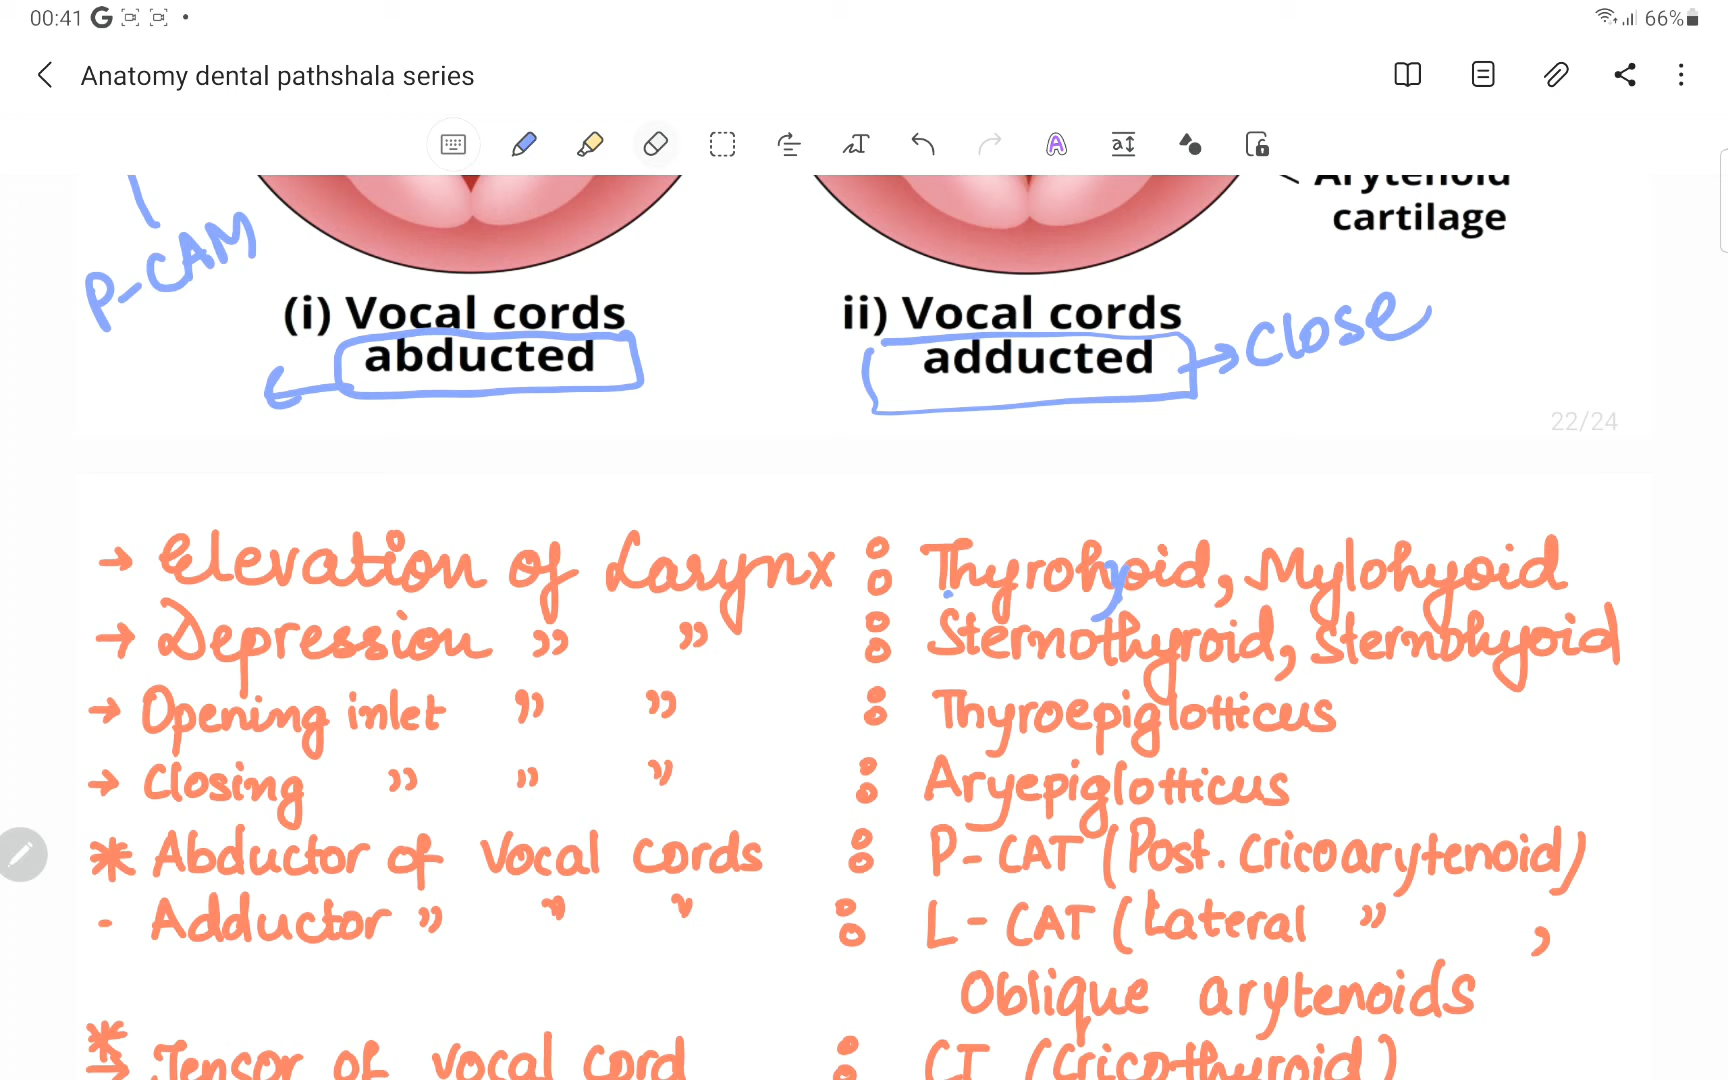 00:41 G
66%
Anatomy dental pathshala series
P-CAM
Arytenoid
cartilage
(i) Vocal cords
abducted
ii) Vocal cords
adducted
Close
22/24
→ Elevation of Larynx : Thyrohyoid, Mylohyoid
→ Depression " " : Sternothyroid, Sternohyoid
→ Opening inlet " " : Thyroepiglotticus
→ Closing " " " : Aryepiglotticus
* Abductor of Vocal cords : P-CAT (Post. cricoarytenoid)
- Adductor " " " : L-CAT (Lateral " ,
Oblique arytenoids
* → Tensor of vocal cord : CT (Cricothyroid)